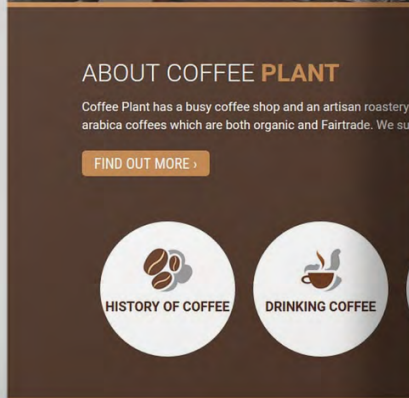 ABOUT COFFEE PLANT
Coffee Plant has a busy coffee shop and an artisan roastery
arabica coffees which are both organic and Fairtrade. We su
FIND OUT MORE ›
HISTORY OF COFFEE
DRINKING COFFEE